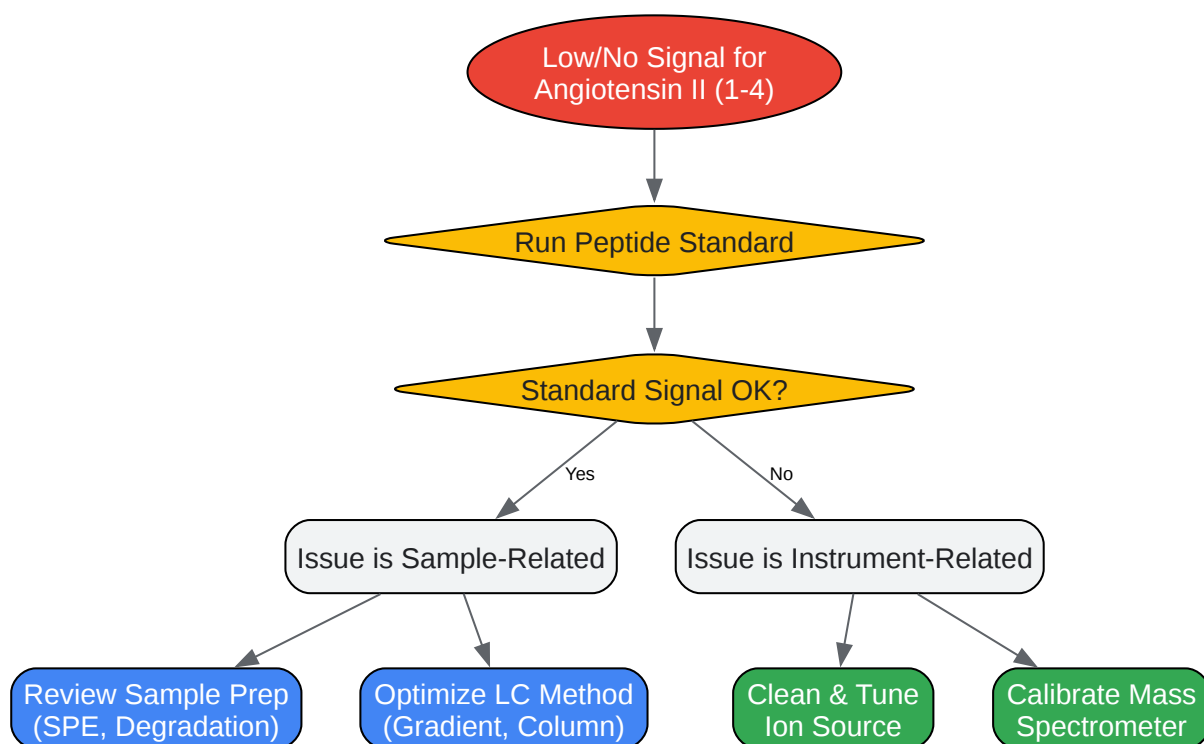 Low/No Signal for
Angiotensin II (1-4)
Run Peptide Standard
Standard Signal OK?
Yes
No
Issue is Sample-Related
Issue is Instrument-Related
Review Sample Prep
(SPE, Degradation)
Optimize LC Method
(Gradient, Column)
Clean & Tune
Ion Source
Calibrate Mass
Spectrometer